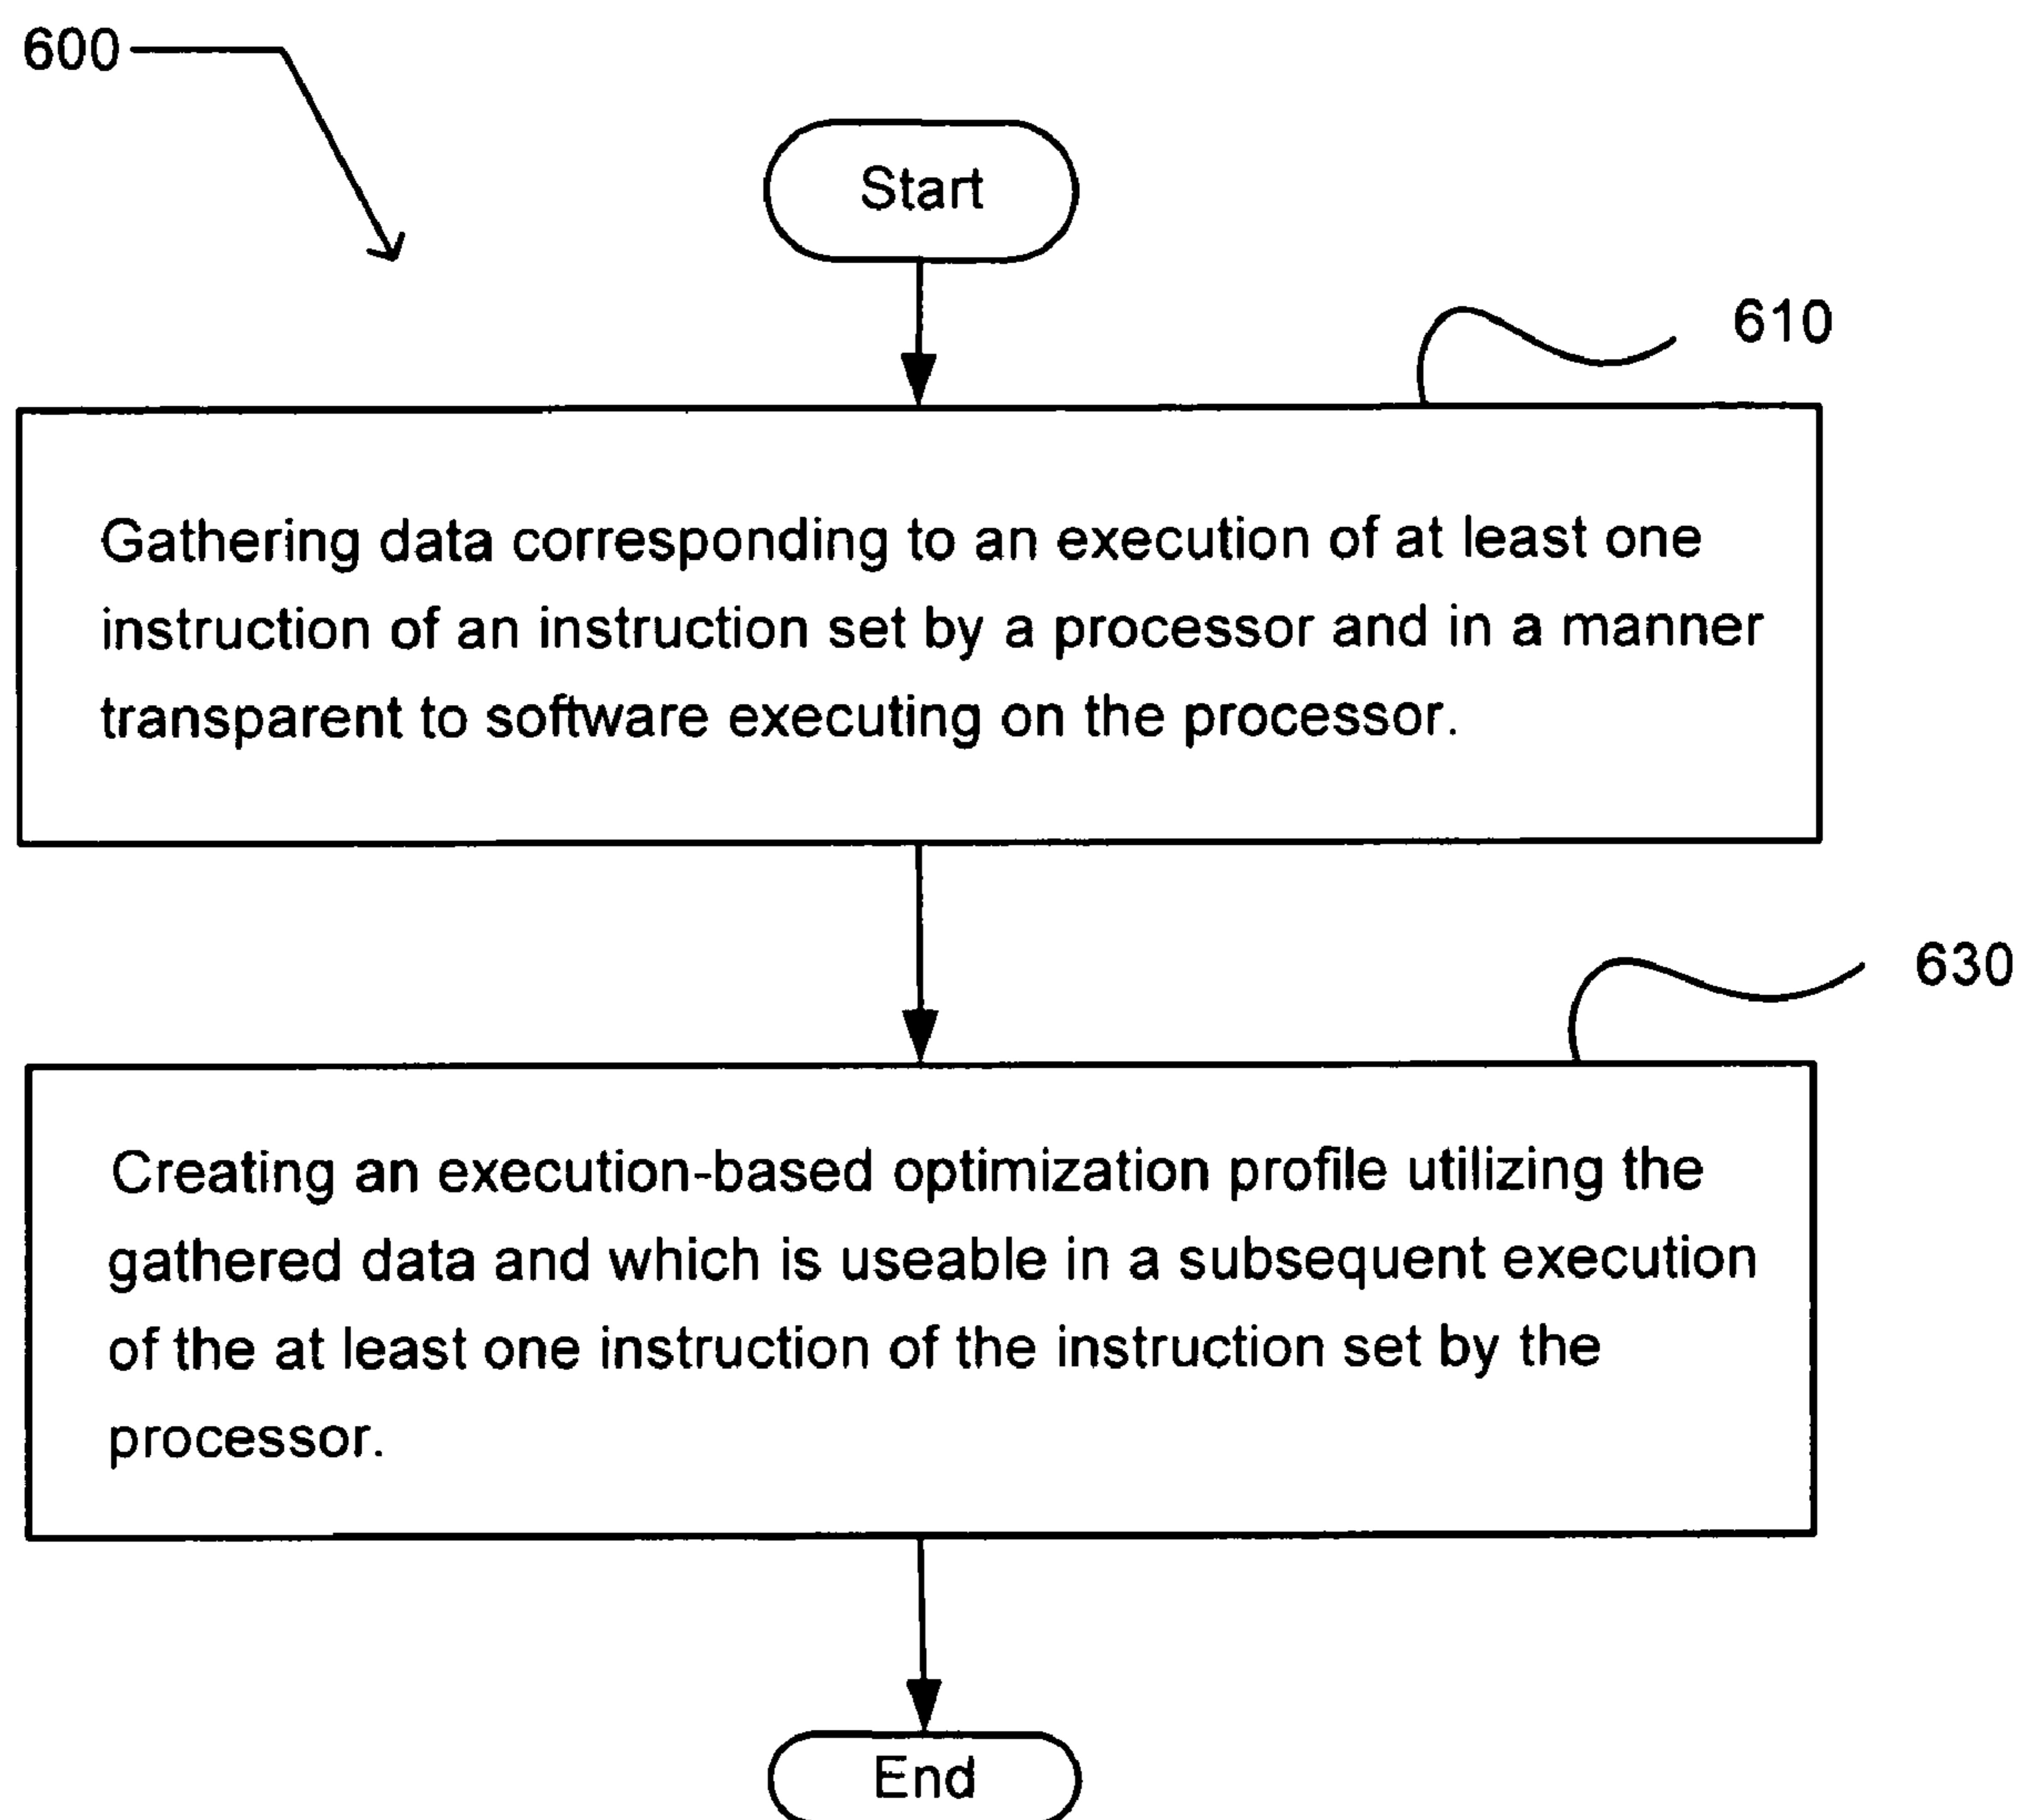 600
Start
610
Gathering data corresponding to an execution of at least one
instruction of an instruction set by a processor and in a manner
transparent to software executing on the processor.
630
Creating an execution-based optimization profile utilizing the
gathered data and which is useable in a subsequent execution
of the at least one instruction of the instruction set by the
processor.
End